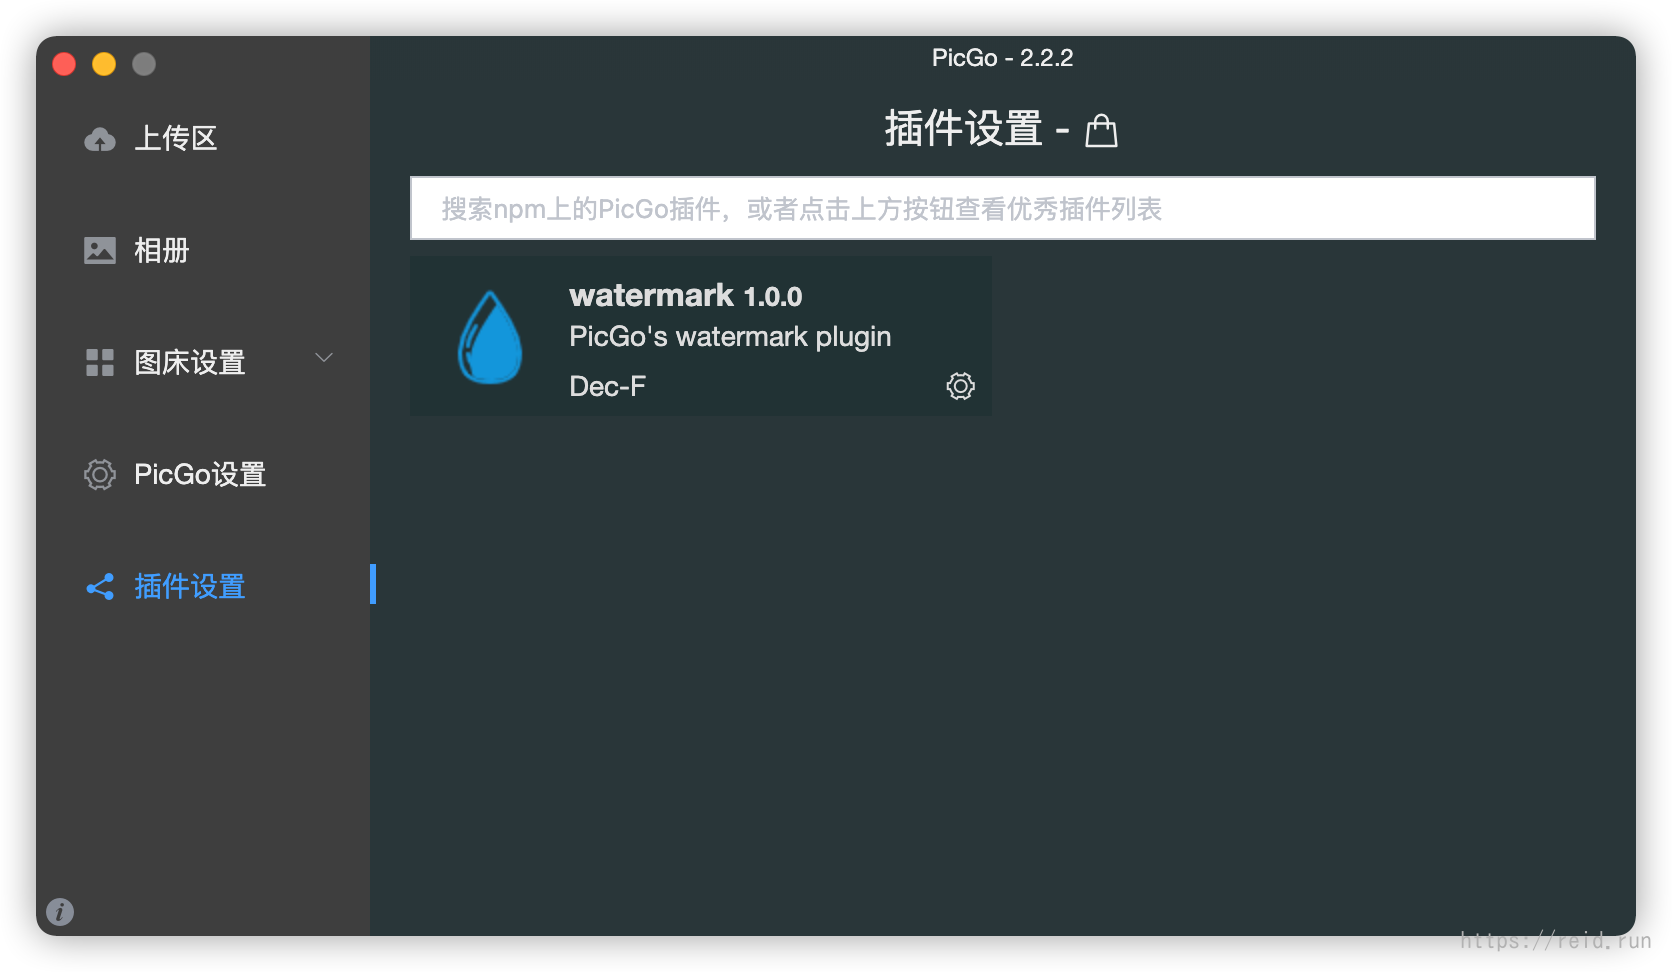 PicGo - 2.2.2
上传区
相册
图床设置
PicGo设置
插件设置
插件设置 -
搜索npm上的PicGo插件，或者点击上方按钮查看优秀插件列表
watermark 1.0.0
PicGo's watermark plugin
Dec-F
https://reid.run